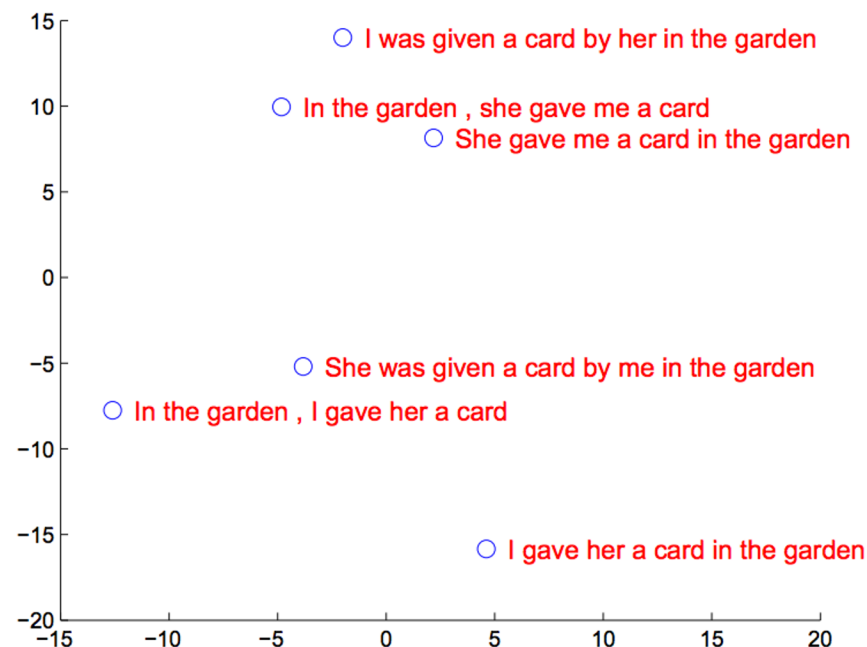 15
I was given a card by her in the garden
10
In the garden , she gave me a card
She gave me a card in the garden
5
0
−5
She was given a card by me in the garden
In the garden , I gave her a card
−10
−15
I gave her a card in the garden
−20
−15 −10 −5 0 5 10 15 20